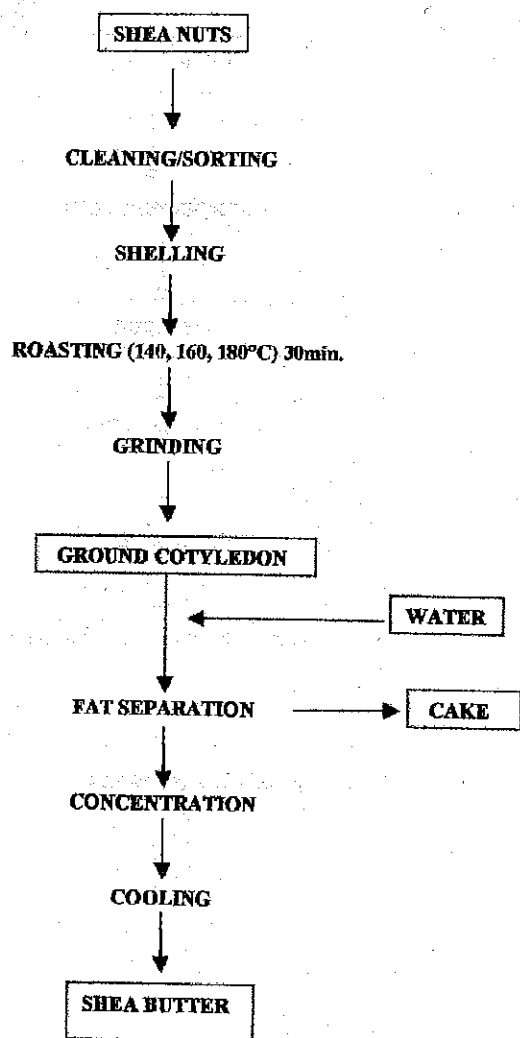 SHEA NUTS
CLEANING/SORTING
SHELLING
ROASTING (140, 160, 180°C) 30min.
GRINDING
GROUND COTYLEDON
WATER
FAT SEPARATION
CAKE
CONCENTRATION
COOLING
SHEA BUTTER